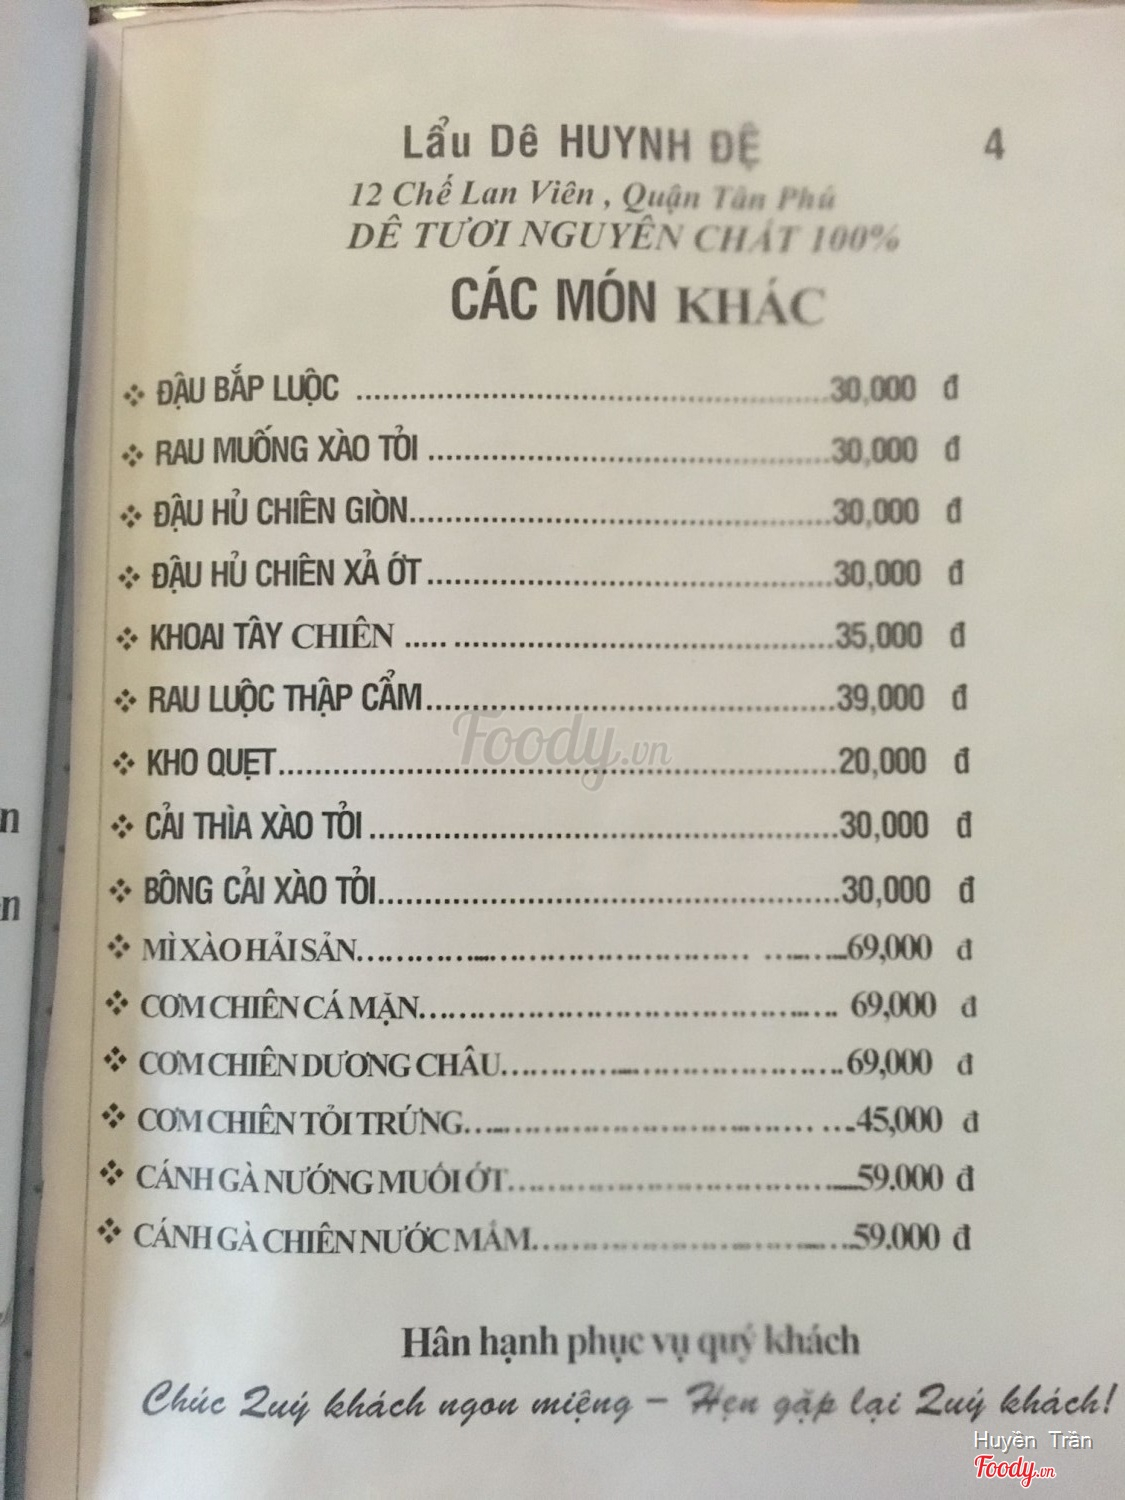 Lẩu Dê HUYNH ĐỆ 4
12 Chế Lan Viên , Quận Tân Phú
DÊ TƯƠI NGUYÊN CHẤT 100%
CÁC MÓN KHÁC
❖ ĐẬU BẮP LUỘC ....................30,000 đ
❖ RAU MUỐNG XÀO TỎI ....................30,000 đ
❖ ĐẬU HỦ CHIÊN GIÒN....................30,000 đ
❖ ĐẬU HỦ CHIÊN XẢ ỚT ....................30,000 đ
❖ KHOAI TÂY CHIÊN ..... ....................35,000 đ
❖ RAU LUỘC THẬP CẨM....................39,000 đ
Foody.vn
❖ KHO QUẸT....................20,000 đ
❖ CẢI THÌA XÀO TỎI ....................30,000 đ
❖ BÔNG CẢI XÀO TỎI....................30,000 đ
❖ MÌ XÀO HẢI SẢN.................... ........69,000 đ
❖ CƠM CHIÊN CÁ MẶN.................... 69,000 đ
❖ CƠM CHIÊN DƯƠNG CHÂU....................69,000 đ
❖ CƠM CHIÊN TỎI TRỨNG.................... ....45,000 đ
❖ CÁNH GÀ NƯỚNG MUỐI ỚT....................59.000 đ
❖ CÁNH GÀ CHIÊN NƯỚC MẮM....................59.000 đ
Hân hạnh phục vụ quý khách
Chúc Quý khách ngon miệng – Hẹn gặp lại Quý khách!
Huyền Trần
Foody.vn